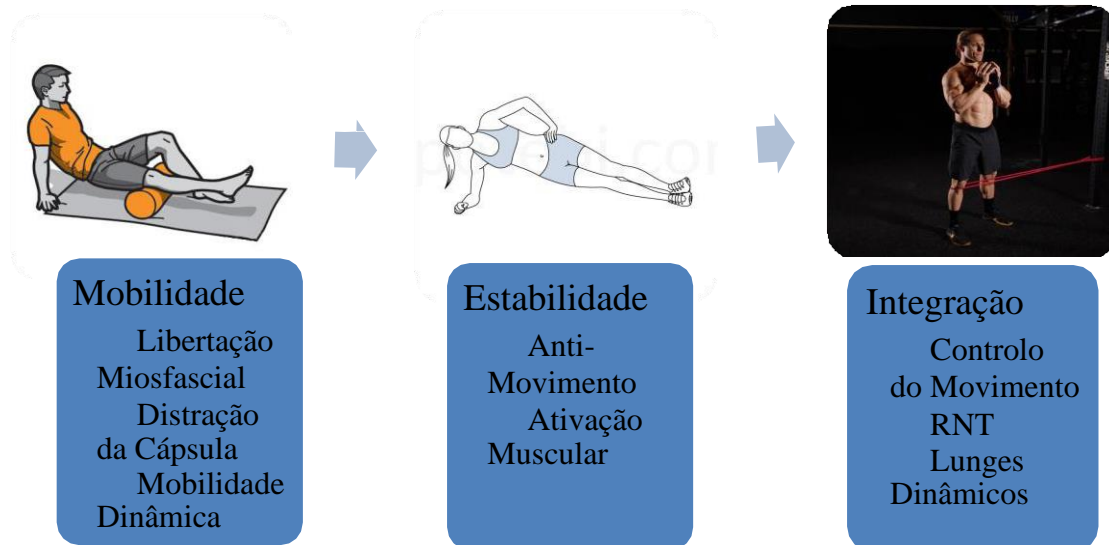 Mobilidade
Libertação
Miosfascial
Distração
da Cápsula
Mobilidade
Dinâmica
Estabilidade
Anti-
Movimento
Ativação
Muscular
Integração
Controlo
do Movimento
RNT
Lunges
Dinâmicos